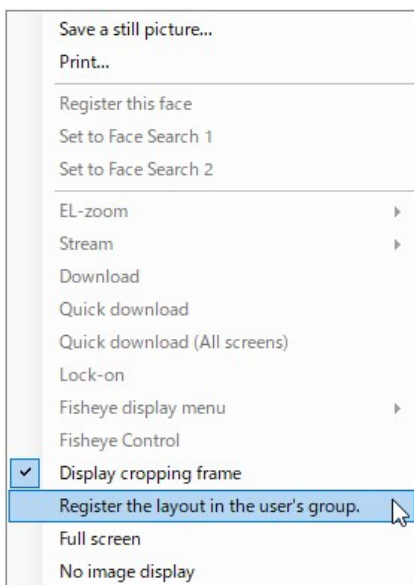 Save a still picture...
Print...
Register this face
Set to Face Search 1
Set to Face Search 2
EL-zoom
Stream
Download
Quick download
Quick download (All screens)
Lock-on
Fisheye display menu
Fisheye Control
Display cropping frame
Register the layout in the user's group.
Full screen
No image display